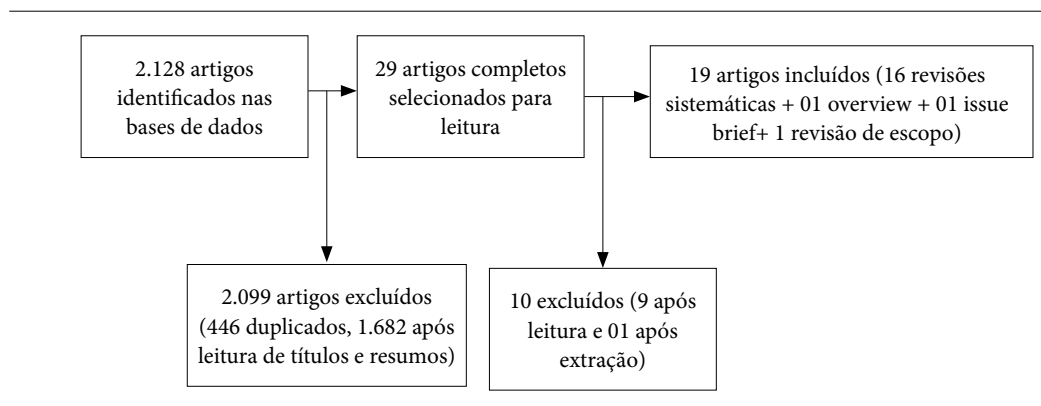 2.128 artigos
identificados nas
bases de dados
29 artigos completos
selecionados para
leitura
19 artigos incluídos (16 revisões
sistemáticas + 01 overview + 01 issue
brief+ 1 revisão de escopo)
2.099 artigos excluídos
(446 duplicados, 1.682 após
leitura de títulos e resumos)
10 excluídos (9 após
leitura e 01 após
extração)